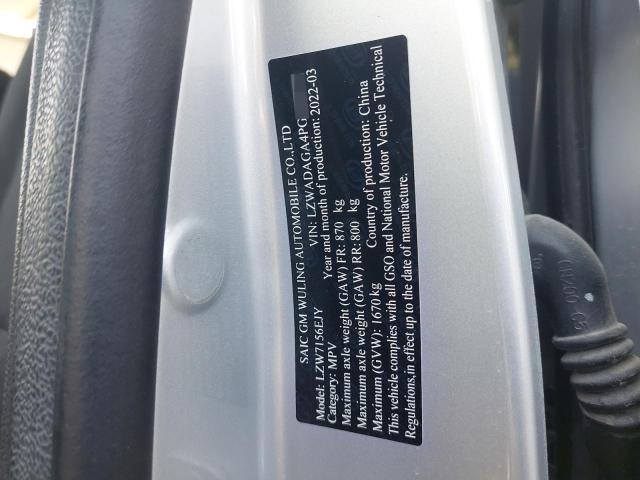 SAIC GM WULING AUTOMOBILE CO.,LTD
Model: LZW7156EJY VIN: LZWADAGA4PG
Category: MPV Year and month of production: 2022-03
Maximum axle weight (GAW) FR: 870 kg
Maximum axle weight (GAW) RR: 800 kg
Maximum (GVW): 1670 kg Country of production: China
This vehicle complies with all GSO and National Motor Vehicle Technical
Regulations,in effect up to date of manufacture.